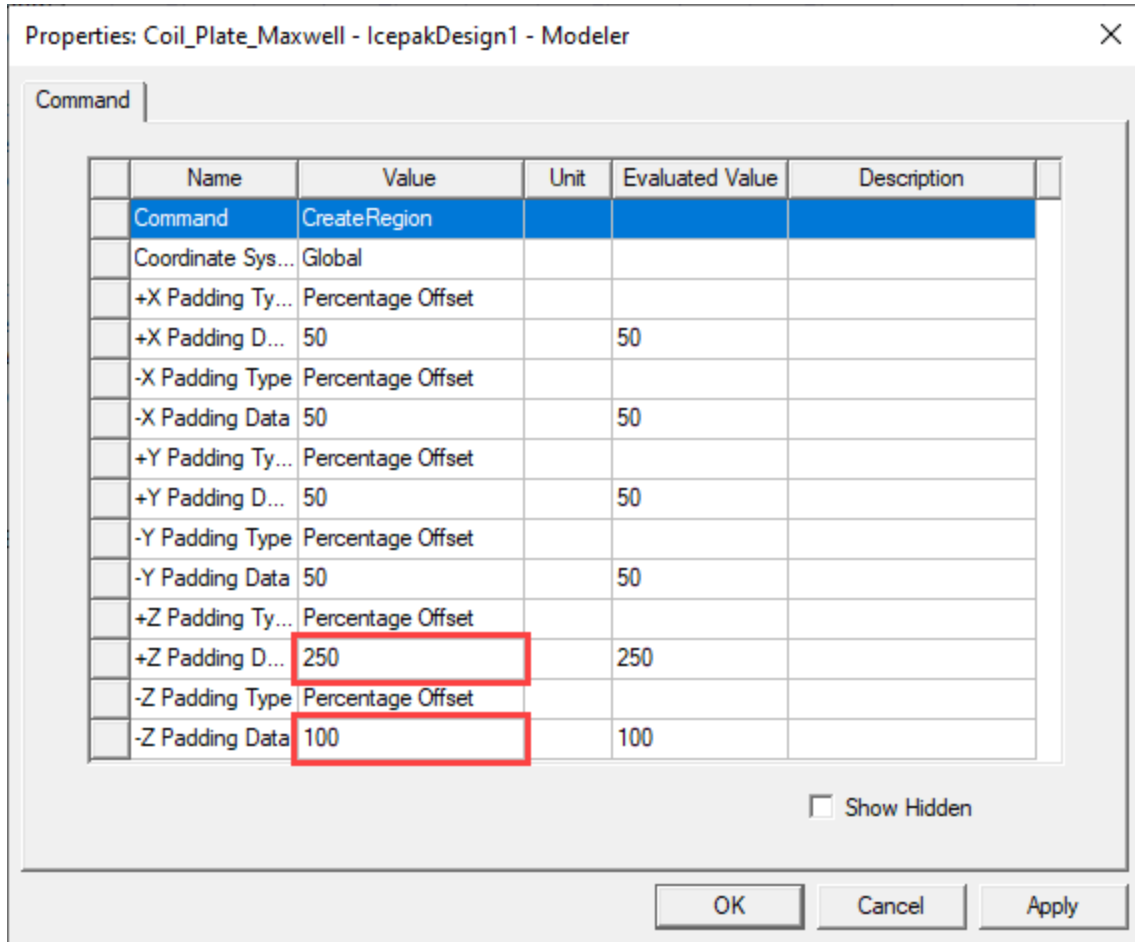 Properties: Coil_Plate_Maxwell - IcepakDesign1 - Modeler
Command
Name Value Unit Evaluated Value Description
Command CreateRegion
Coordinate Sys... Global
+X Padding Ty... Percentage Offset
+X Padding D... 50 50
-X Padding Type Percentage Offset
-X Padding Data 50 50
+Y Padding Ty... Percentage Offset
+Y Padding D... 50 50
-Y Padding Type Percentage Offset
-Y Padding Data 50 50
+Z Padding Ty... Percentage Offset
+Z Padding D... 250 250
-Z Padding Type Percentage Offset
-Z Padding Data 100 100
Show Hidden
OK Cancel Apply